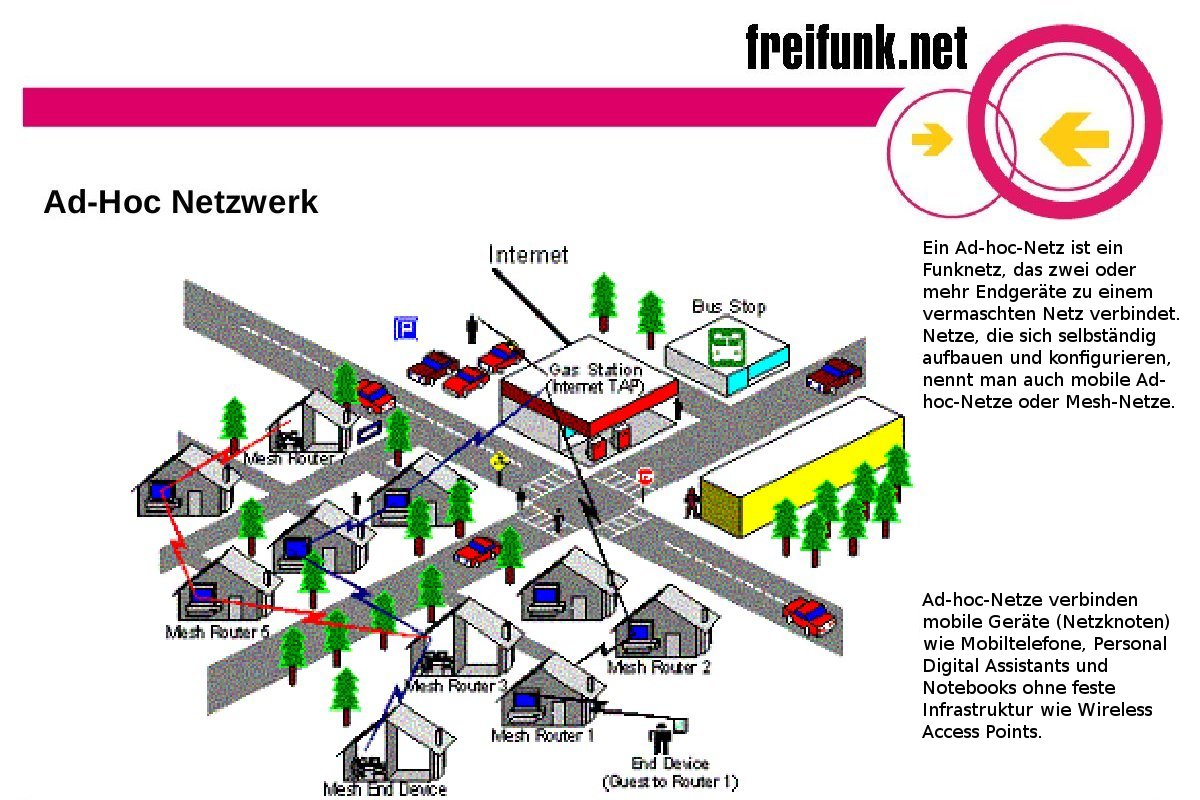 freifunk.net
Ad-Hoc Netzwerk
Ein Ad-hoc-Netz ist ein
Funknetz, das zwei oder
mehr Endgeräte zu einem
vermaschten Netz verbindet.
Netze, die sich selbständig
aufbauen und konfigurieren,
nennt man auch mobile Ad-
hoc-Netze oder Mesh-Netze.
Internet
Bus Stop
P
Gas Station
(Internet TAP)
Mesh Router
Mesh Router 5
Mesh Router 3
Mesh Router 2
Mesh Router 1
End Device
(Guest to Router 1)
Mesh End Device
Ad-hoc-Netze verbinden
mobile Geräte (Netzknoten)
wie Mobiltelefone, Personal
Digital Assistants und
Notebooks ohne feste
Infrastruktur wie Wireless
Access Points.